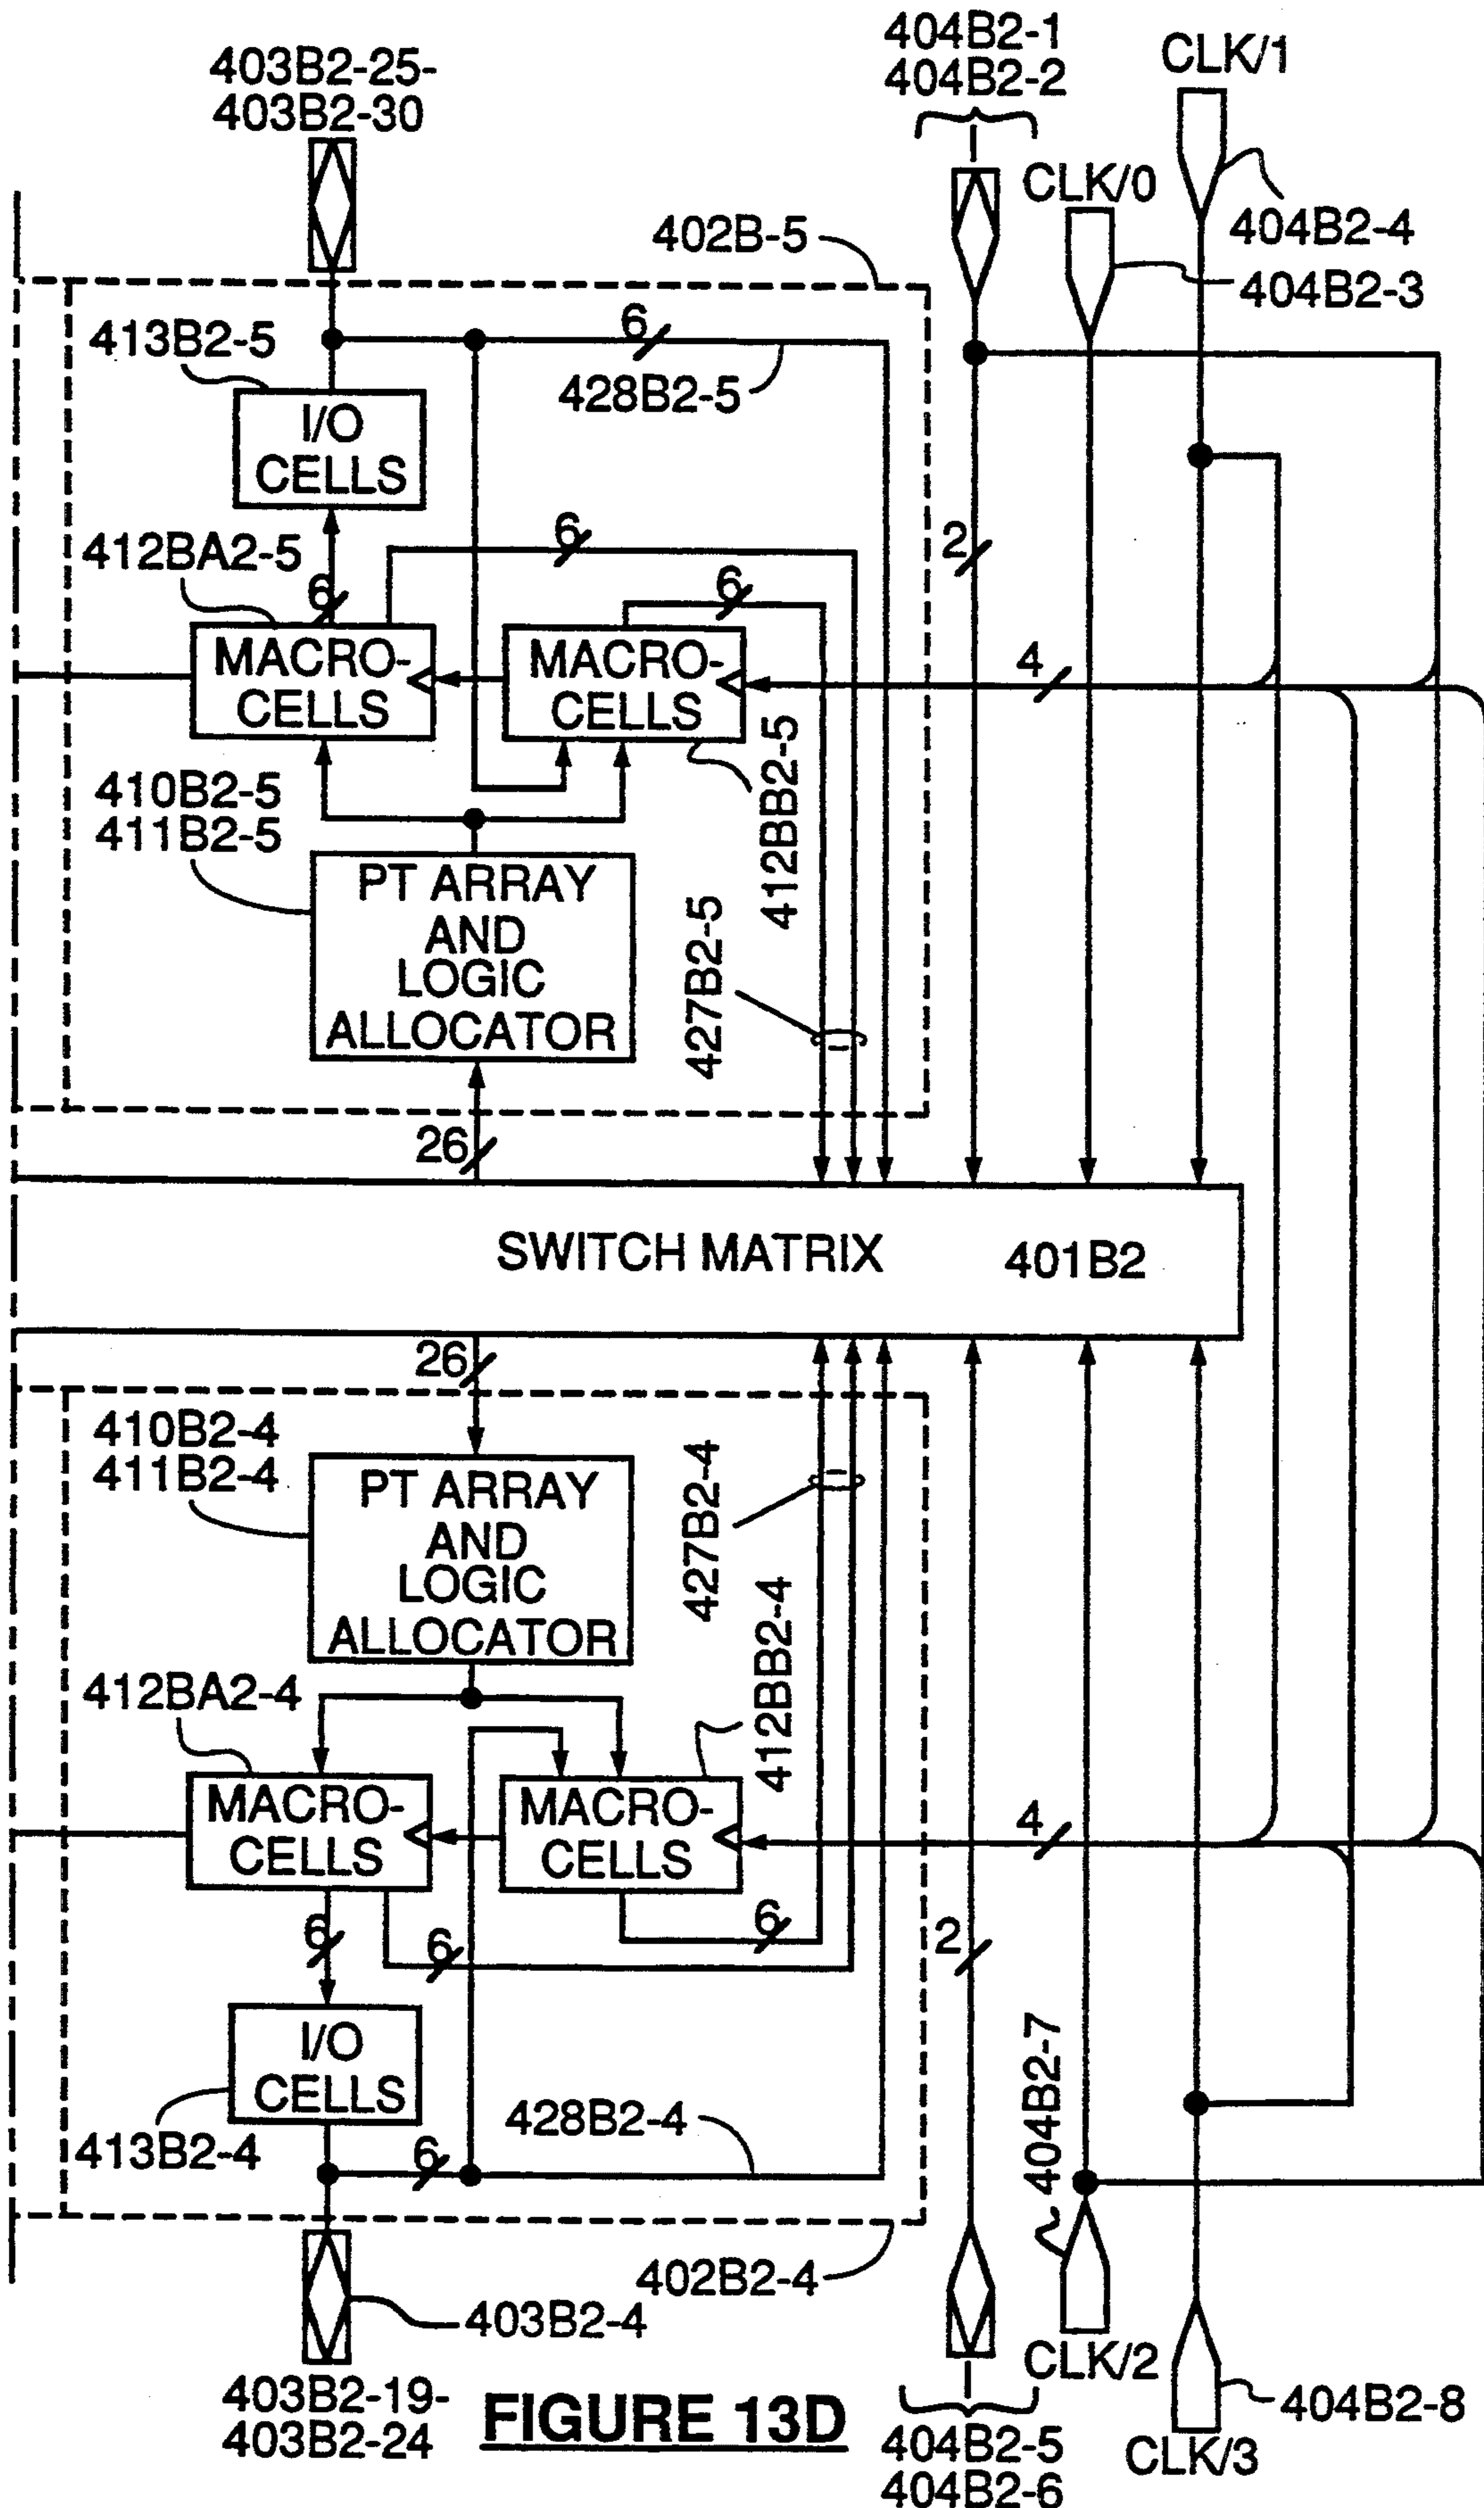 403B2-25-
403B2-30
404B2-1
404B2-2
CLK/1
CLK/0
404B2-4
404B2-3
402B-5
413B2-5
6
428B2-5
I/O
CELLS
412BA2-5
6
6
6
2
MACRO-
CELLS
MACRO-
CELLS
4
410B2-5
411B2-5
412BB2-5
PT ARRAY
AND
LOGIC
ALLOCATOR
427B2-5
26
SWITCH MATRIX
401B2
26
410B2-4
411B2-4
PT ARRAY
AND
LOGIC
ALLOCATOR
427B2-4
412BB2-4
412BA2-4
MACRO-
CELLS
MACRO-
CELLS
4
6
6
6
2
I/O
CELLS
413B2-4
6
428B2-4
404B2-7
402B2-4
403B2-4
403B2-19-
403B2-24
FIGURE 13D
404B2-5
404B2-6
CLK/2
CLK/3
404B2-8